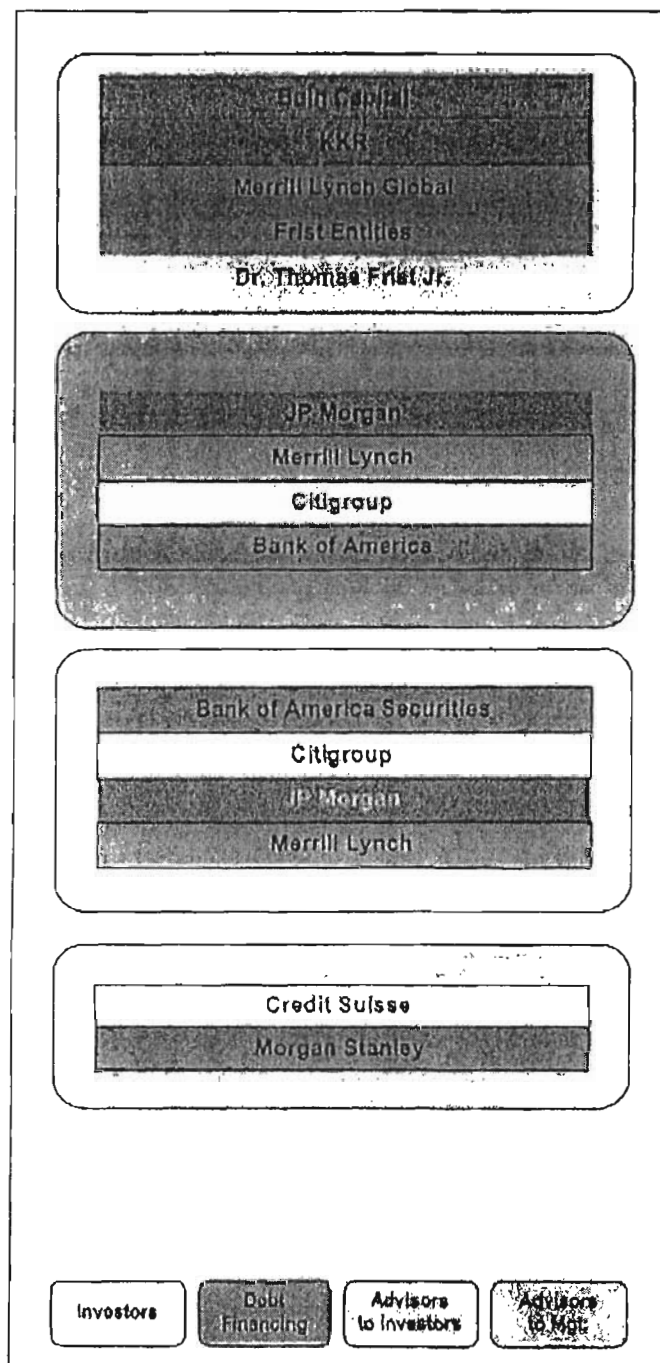 Bain Capital
KKR
Merrill Lynch Global
Frist Entities
Dr. Thomas Frist Jr.
JP Morgan
Merrill Lynch
Citigroup
Bank of America
Bank of America Securities
Citigroup
JP Morgan
Merrill Lynch
Credit Suisse
Morgan Stanley
Investors
Debt
Financing
Advisors
to Investors
Advisors
to Mgt.